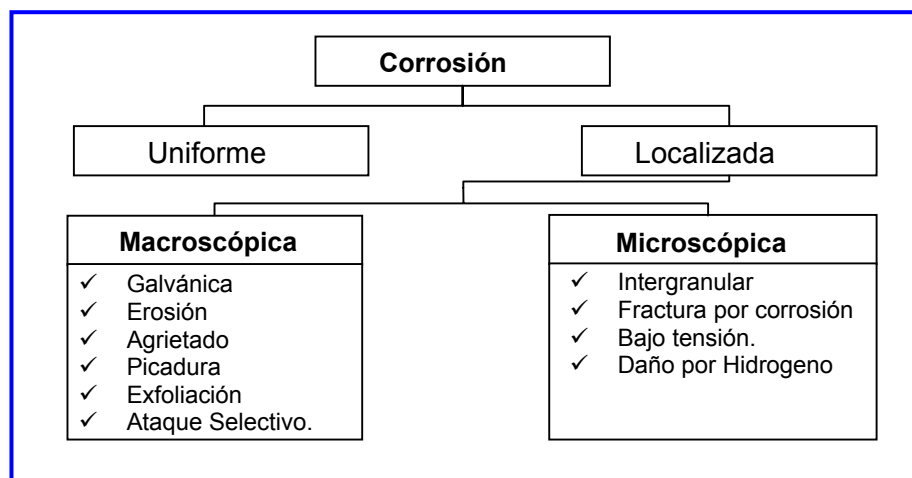 Corrosión
Uniforme
Localizada
Macroscópica
✓ Galvánica
✓ Erosión
✓ Agrietado
✓ Picadura
✓ Exfoliación
✓ Ataque Selectivo.
Microscópica
✓ Intergranular
✓ Fractura por corrosión
✓ Bajo tensión.
✓ Daño por Hidrogeno